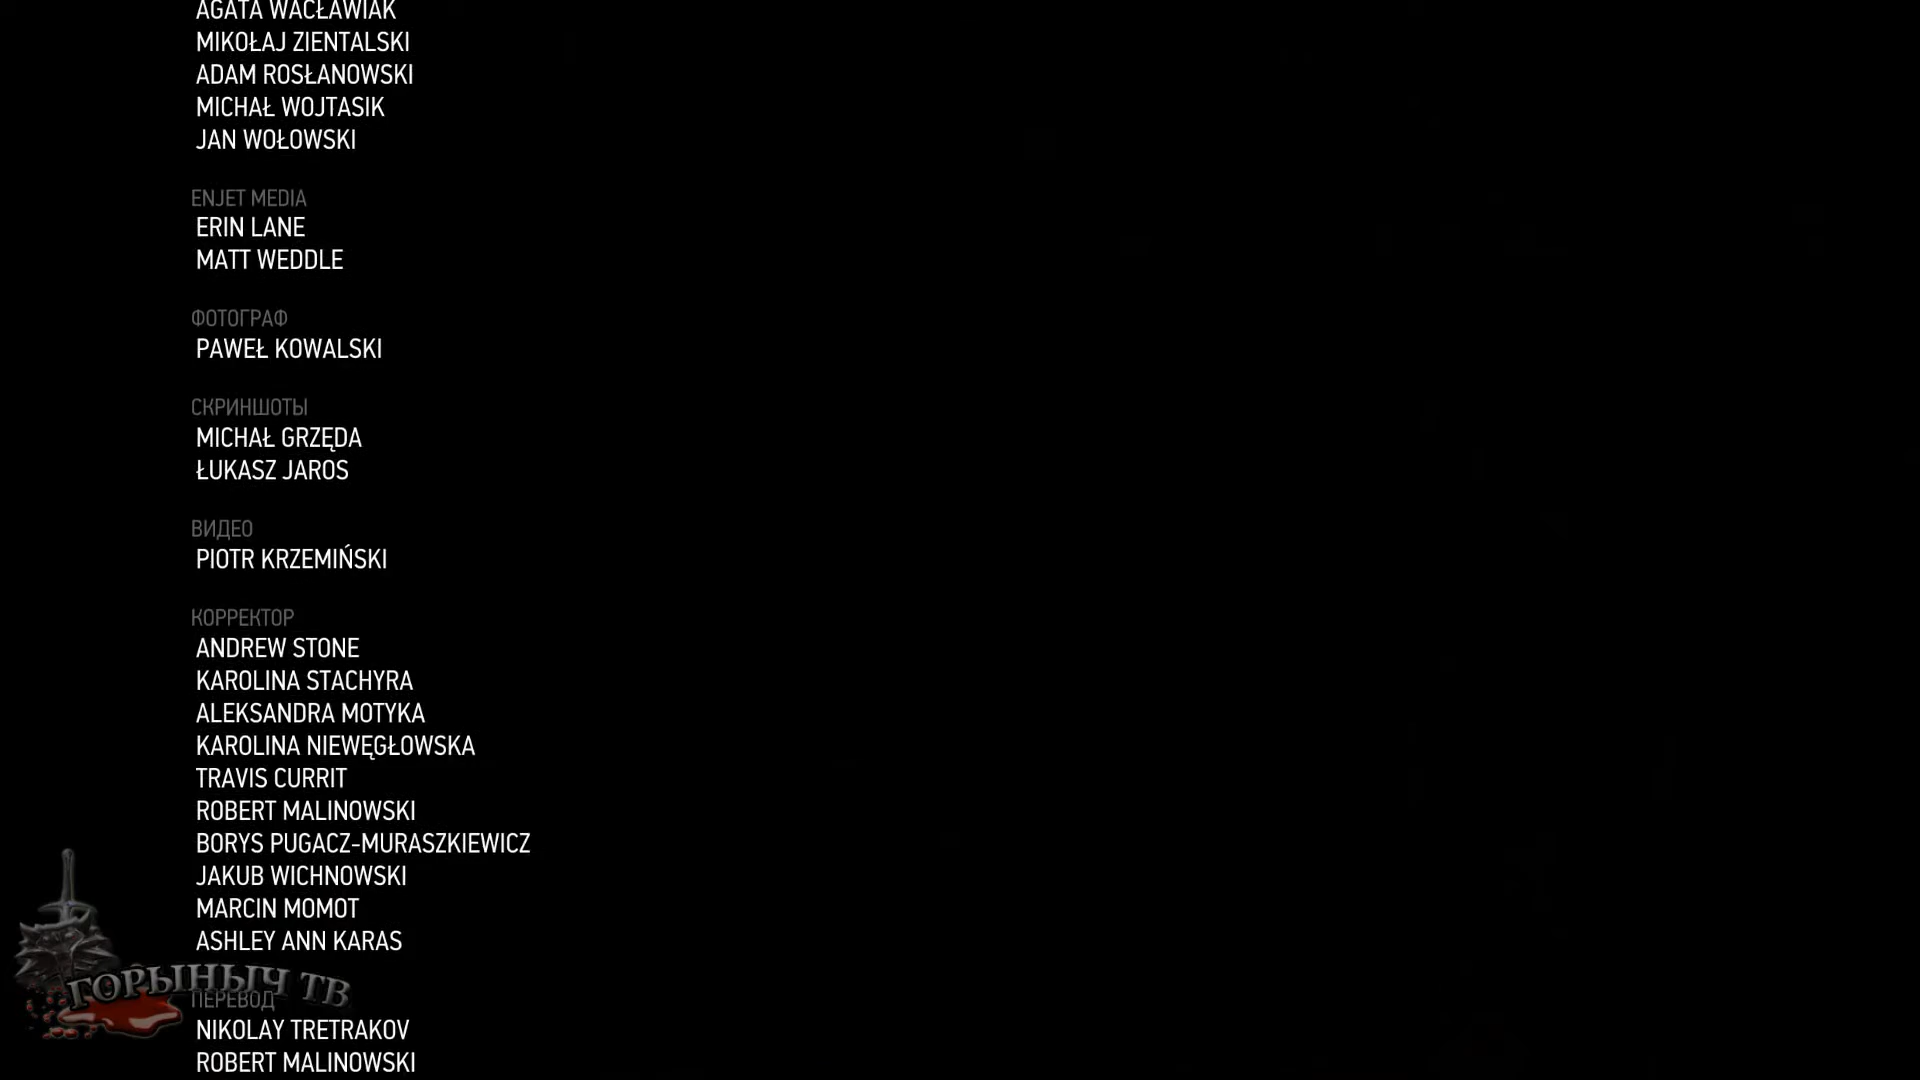 AGATA WACŁAWIAK
MIKOŁAJ ZIENTALSKI
ADAM ROSŁANOWSKI
MICHAŁ WOJTASIK
JAN WOŁOWSKI
ENJET MEDIA
ERIN LANE
MATT WEDDLE
ФОТОГРАФ
PAWEŁ KOWALSKI
СКРИНШОТЫ
MICHAŁ GRZĘDA
ŁUKASZ JAROS
ВИДЕО
PIOTR KRZEMIŃSKI
КОРРЕКТОР
ANDREW STONE
KAROLINA STACHYRA
ALEKSANDRA MOTYKA
KAROLINA NIEWĘGŁOWSKA
TRAVIS CURRIT
ROBERT MALINOWSKI
BORYS PUGACZ-MURASZKIEWICZ
JAKUB WICHNOWSKI
MARCIN MOMOT
ASHLEY ANN KARAS
ГОРЫНЫЧ ТВ
ПЕРЕВОД
NIKOLAY TRETRAKOV
ROBERT MALINOWSKI